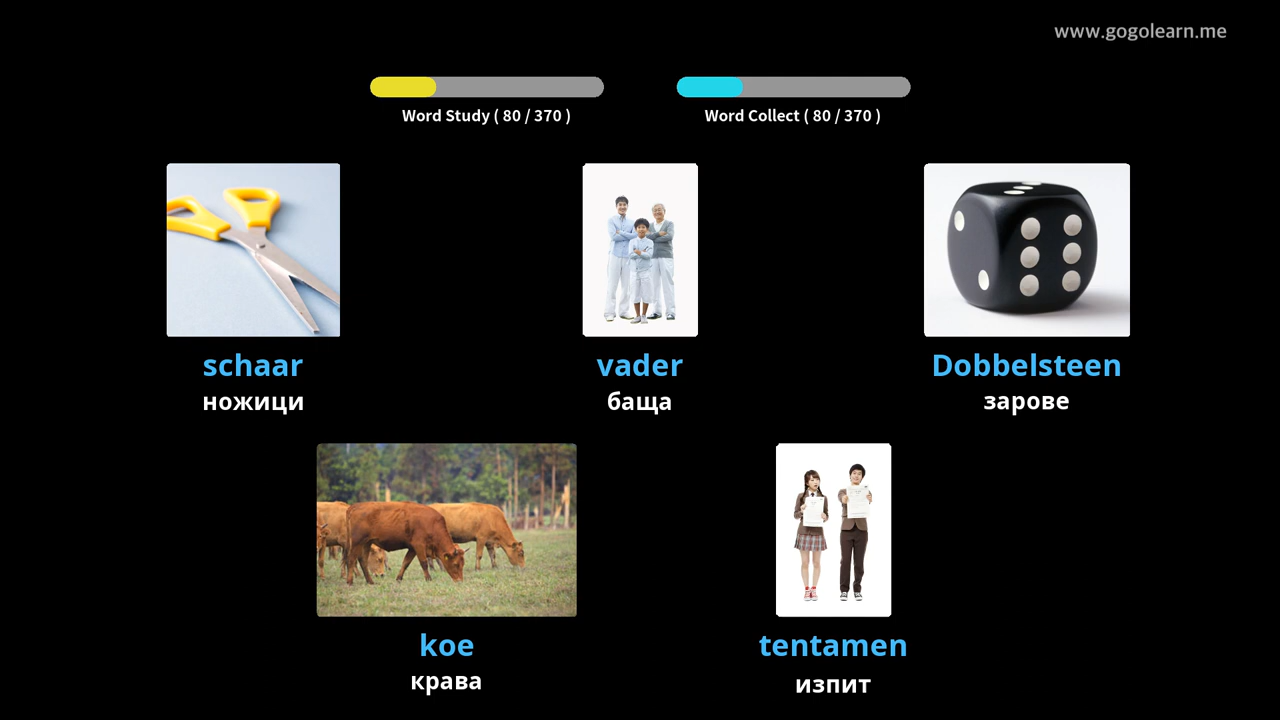 www.gogolearn.me
Word Study ( 80 / 370 )
Word Collect ( 80 / 370 )
schaar
ножици
vader
баща
Dobbelsteen
зарове
koe
крава
tentamen
изпит